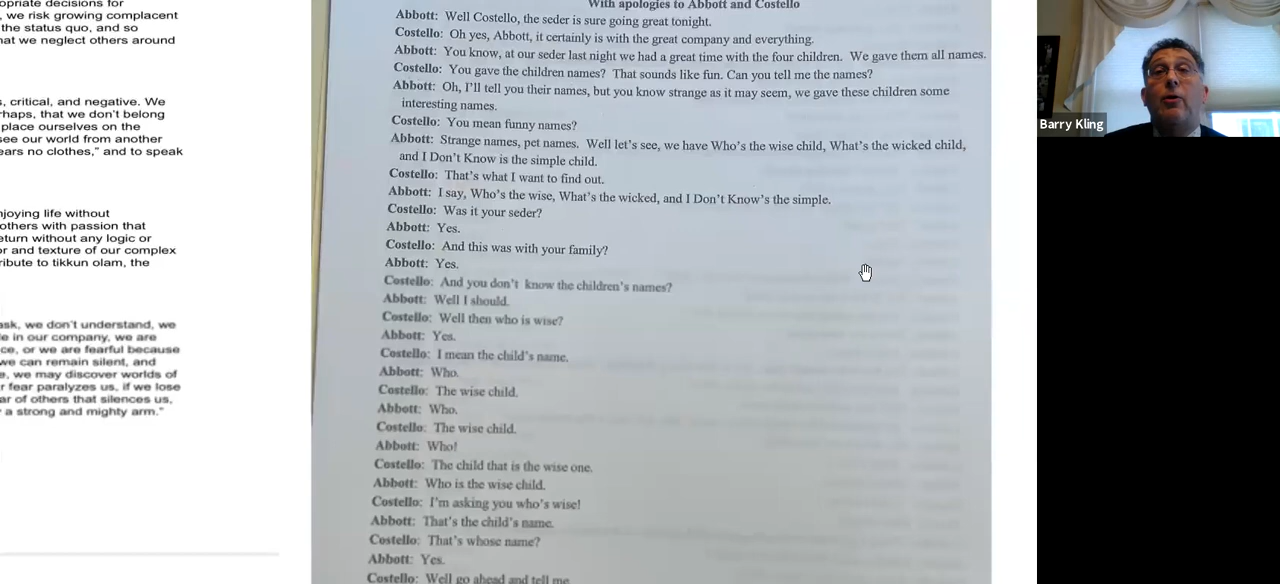 opriate decisions for
, we risk growing complacent
the status quo, and so
hat we neglect others around
s, critical, and negative. We
rhaps, that we don't belong
place ourselves on the
see our world from another
ears no clothes," and to speak
njoying life without
others with passion that
eturn without any logic or
or and texture of our complex
tribute to tikkun olam, the
ask, we don't understand, we
le in our company, we are
ce, or we are fearful because
we can remain silent, and
e, we may discover worlds of
r fear paralyzes us, if we lose
ar of others that silences us,
a strong and mighty arm."
With apologies to Abbott and Costello
Abbott: Well Costello, the seder is sure going great tonight.
Costello: Oh yes, Abbott, it certainly is with the great company and everything.
Abbott: You know, at our seder last night we had a great time with the four children. We gave them all names.
Costello: You gave the children names? That sounds like fun. Can you tell me the names?
Abbott: Oh, I'll tell you their names, but you know strange as it may seem, we gave these children some
interesting names.
Costello: You mean funny names?
Abbott: Strange names, pet names. Well let's see, we have Who's the wise child, What's the wicked child,
and I Don't Know is the simple child.
Costello: That's what I want to find out.
Abbott: I say, Who's the wise, What's the wicked, and I Don't Know's the simple.
Costello: Was it your seder?
Abbott: Yes.
Costello: And this was with your family?
Abbott: Yes.
Costello: And you don't know the children's names?
Abbott: Well I should.
Costello: Well then who is wise?
Abbott: Yes.
Costello: I mean the child's name.
Abbott: Who.
Costello: The wise child.
Abbott: Who.
Costello: The wise child.
Abbott: Who!
Costello: The child that is the wise one.
Abbott: Who is the wise child.
Costello: I'm asking you who's wise!
Abbott: That's the child's name.
Costello: That's whose name?
Abbott: Yes.
Costello: Well go ahead and tell me
Barry Kling